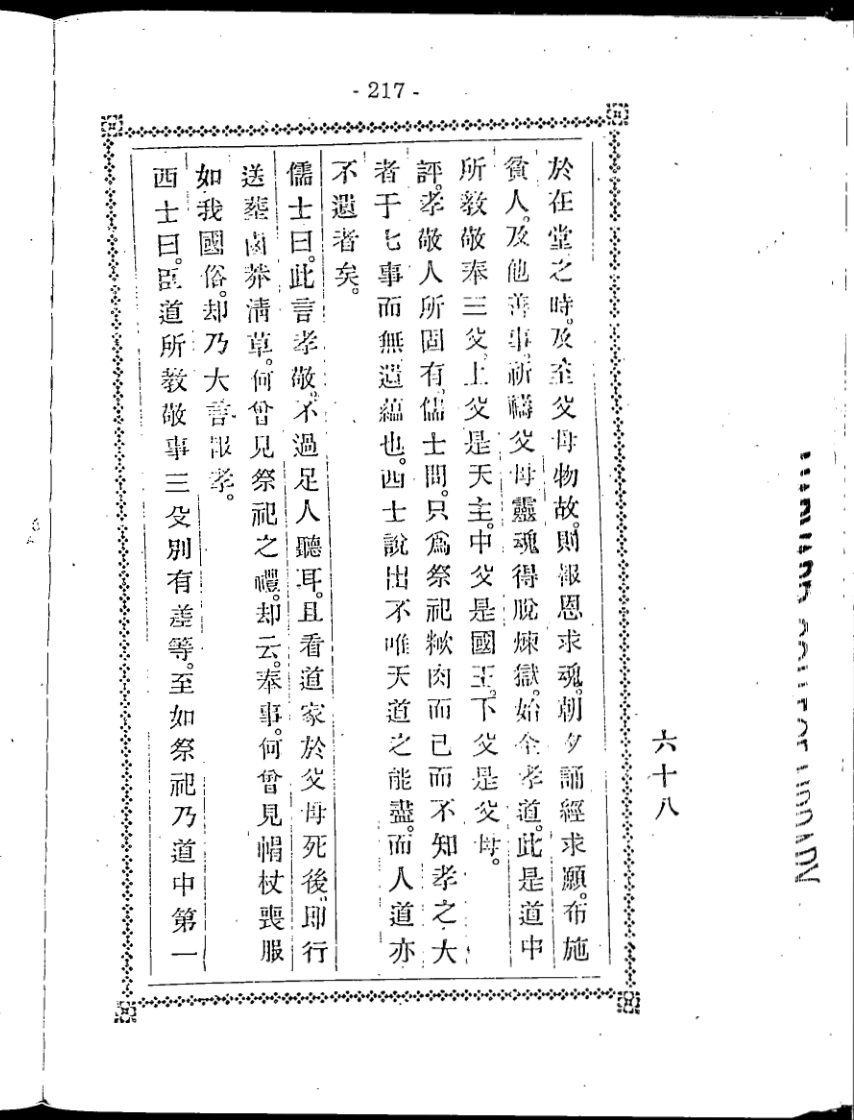 - 217 -
六十八
於在堂之時。及至父母物故。則報恩求魂。朝夕誦經求願。布施
貧人。及他善事。祈禱父母靈魂得脫煉獄。始全孝道。此是道中
所教敬奉三父。上父是天主。中父是國王。下父是父母。
評。孝敬人所固有。儒士問。只爲祭祀歉肉而已而不知孝之大
者于七事而無遺蘊也。西士說出不唯天道之能盡。而人道亦
不遺者矣。
儒士曰。此言孝敬。不過足人聽耳。且看道家於父母死後。即行
送葬鹵莽淸草。何曾見祭祀之禮。却云。奉事。何曾見帽杖喪服
如我國俗。却乃大善報孝。
西士曰。臣道所敎敬事三父別有差等。至如祭祀乃道中第一